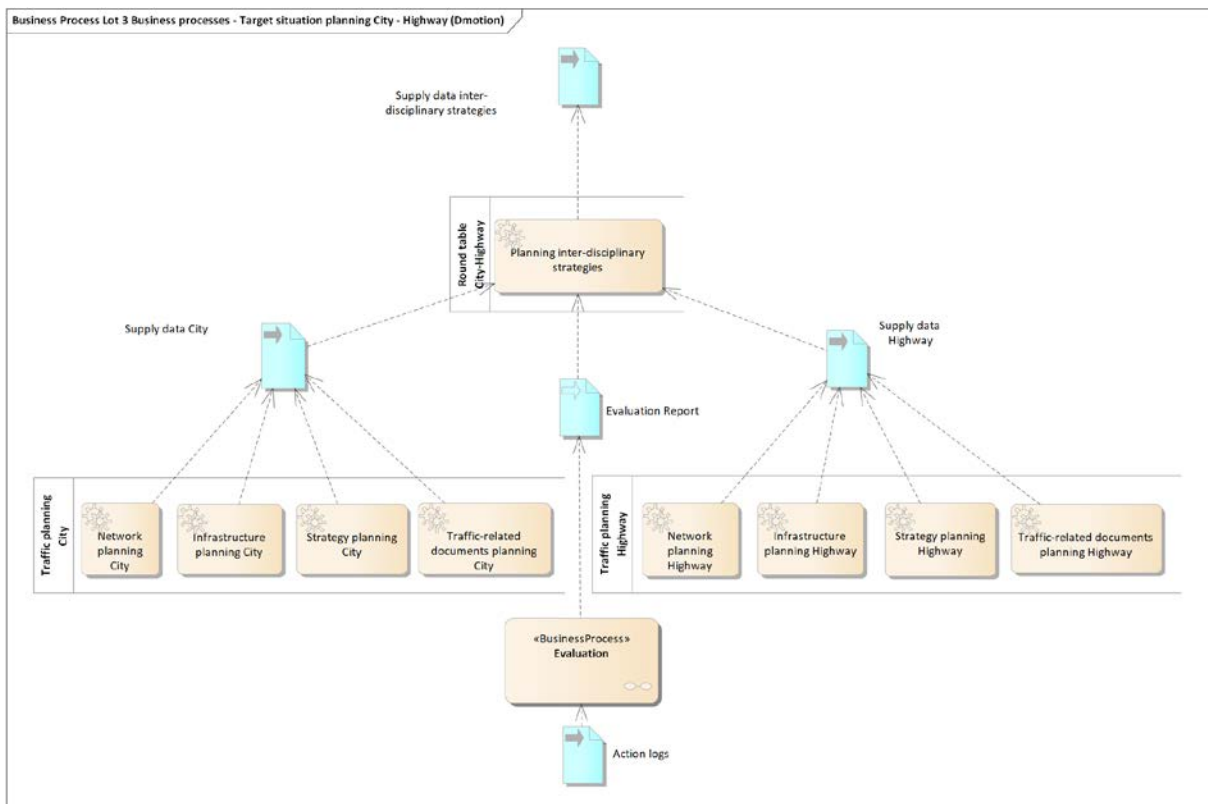 Business Process Lot 3 Business processes - Target situation planning City - Highway (Dmotion)
Supply data inter-
disciplinary strategies
Round table
City-Highway
Planning inter-disciplinary
strategies
Supply data City
Supply data
Highway
Evaluation Report
Traffic planning
City
Network
planning
City
Infrastructure
planning City
Strategy planning
City
Traffic-related
documents planning
City
Traffic planning
Highway
Network
planning
Highway
Infrastructure
planning Highway
Strategy planning
Highway
Traffic-related documents
planning Highway
«BusinessProcess»
Evaluation
Action logs